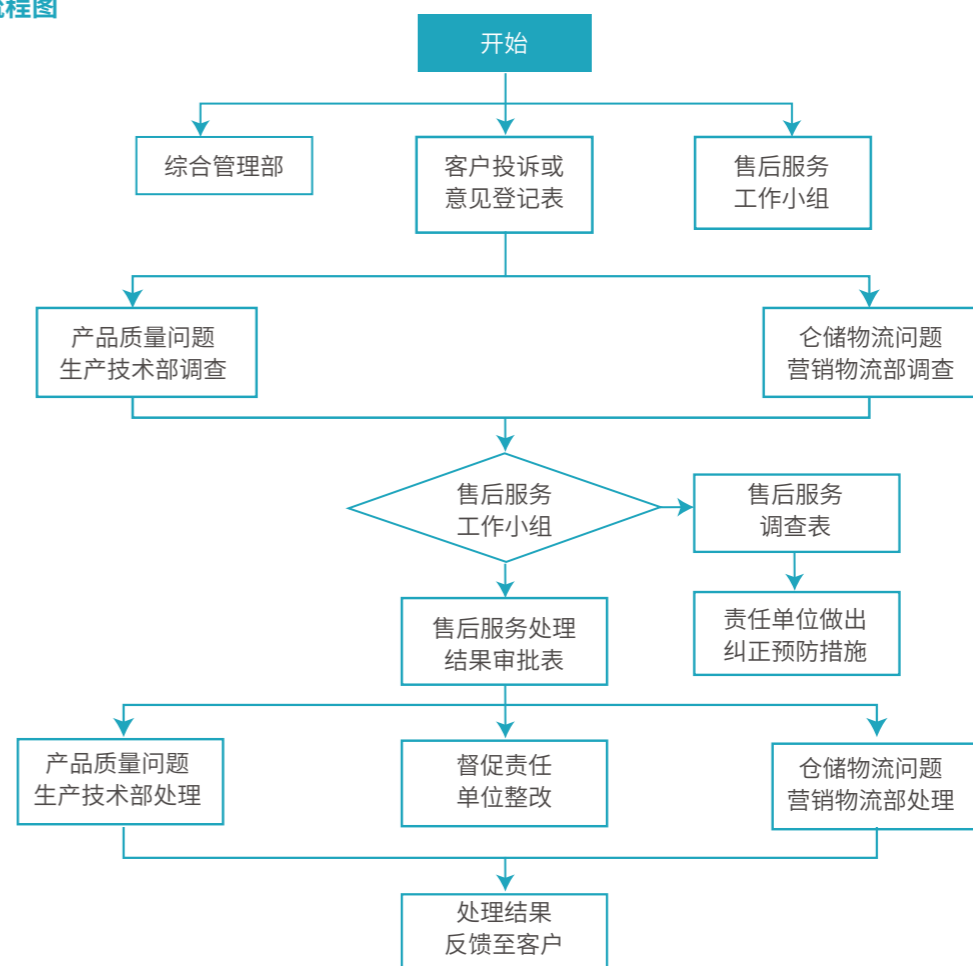 流程图
开始
综合管理部
客户投诉或
意见登记表
售后服务
工作小组
产品质量问题
生产技术部调查
仑储物流问题
营销物流部调查
售后服务
工作小组
售后服务
调查表
售后服务处理
结果审批表
责任单位做出
纠正预防措施
产品质量问题
生产技术部处理
督促责任
单位整改
仓储物流问题
营销物流部处理
处理结果
反馈至客户